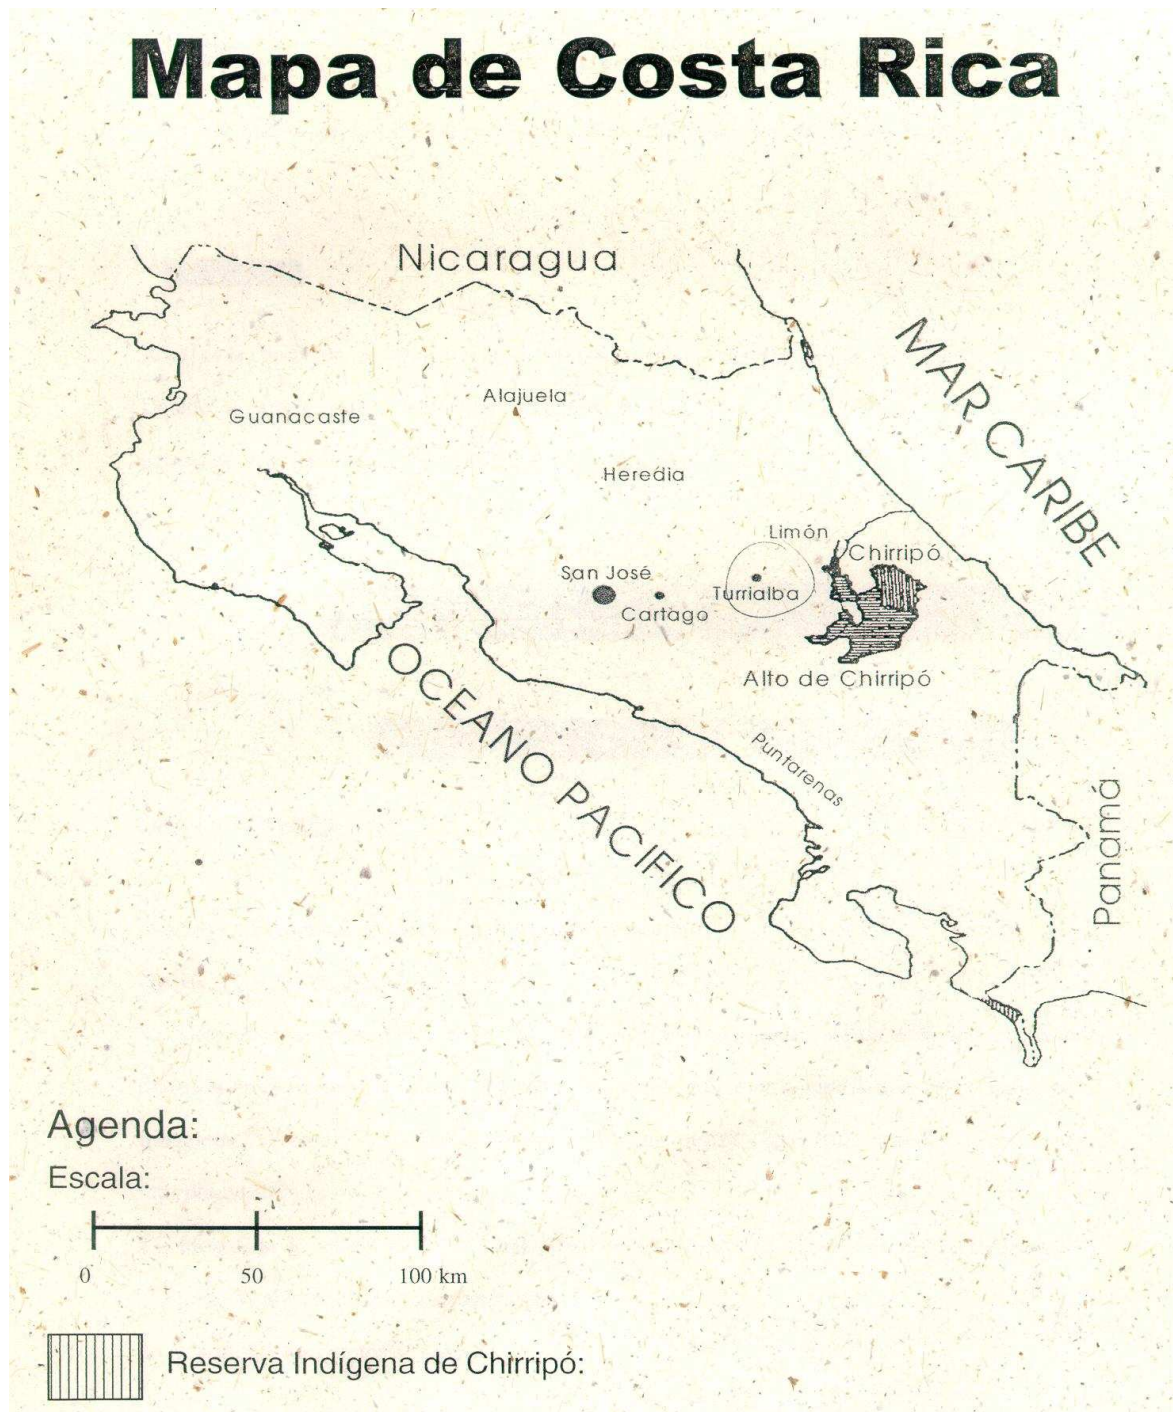 Mapa de Costa Rica
Nicaragua
MAR CARIBE
Alajuela
Guanacaste
Heredia
Limón
Chirripó
San José
Turrialba
Cartago
Alto de Chirripó
OCEANO PACIFICO
Puntarenas
Panamá
Agenda:
Escala:
0 50 100 km
Reserva Indígena de Chirripó: